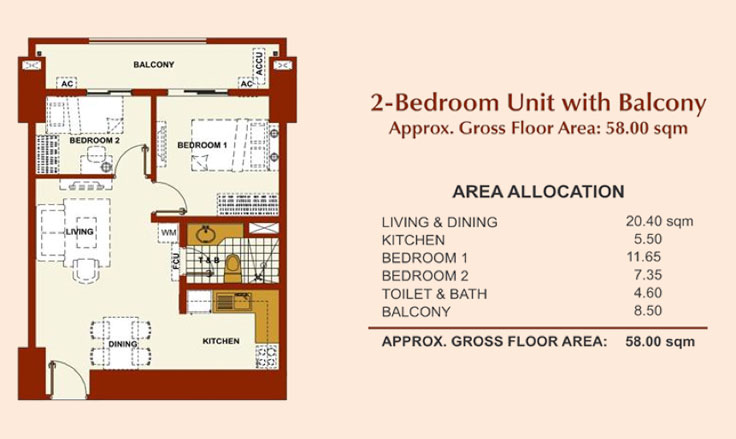 BALCONY
AC
AC
ACCU
BEDROOM 2
BEDROOM 1
LIVING
WM
FCU
T & B
DINING
KITCHEN
2-Bedroom Unit with Balcony
Approx. Gross Floor Area: 58.00 sqm
AREA ALLOCATION
LIVING & DINING 20.40 sqm
KITCHEN 5.50
BEDROOM 1 11.65
BEDROOM 2 7.35
TOILET & BATH 4.60
BALCONY 8.50
APPROX. GROSS FLOOR AREA: 58.00 sqm